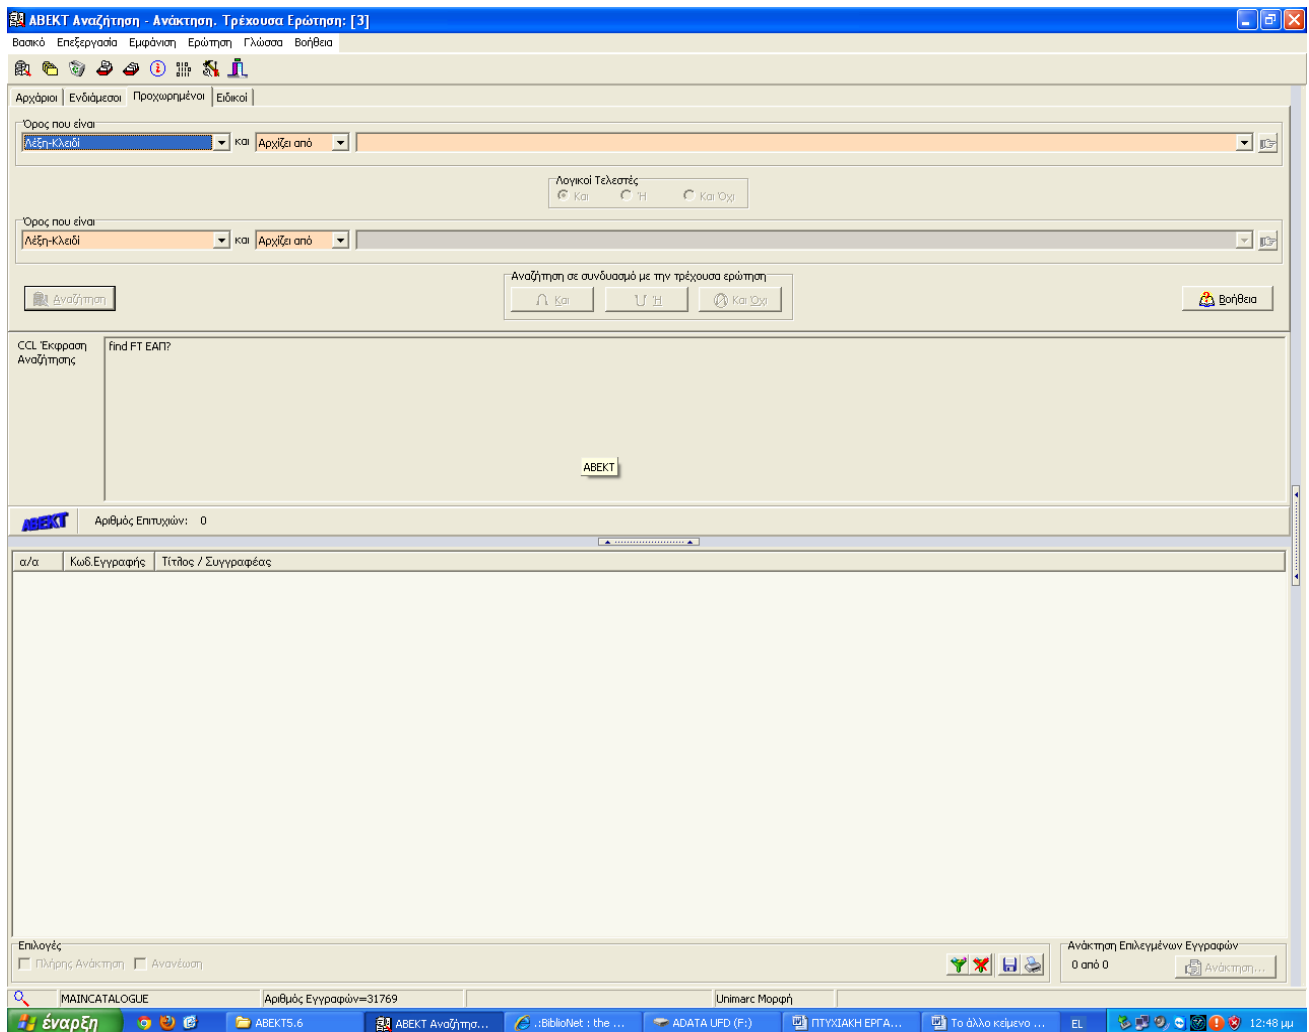 ΑΒΕΚΤ Αναζήτηση - Ανάκτηση. Τρέχουσα Ερώτηση: [3]
Βασικό Επεξεργασία Εμφάνιση Ερώτηση Γλώσσα Βοήθεια
Αρχάριοι Ενδιάμεσοι Προχωρημένοι Ειδικοί
Όρος που είναι
Λέξη-Κλειδί και Αρχίζει από
Λογικοί Τελεστές
Και Ή Και Όχι
Όρος που είναι
Λέξη-Κλειδί και Αρχίζει από
Αναζήτηση σε συνδυασμό με την τρέχουσα ερώτηση
Αναζήτηση Και Ή Και Όχι Βοήθεια
CCL Έκφραση Αναζήτησης
find FT ΕΑΠ?
ΑΒΕΚΤ
ΑΒΕΚΤ Αριθμός Επιτυχιών: 0
α/α Κωδ.Εγγραφής Τίτλος / Συγγραφέας
Επιλογές
Πλήρης Ανάκτηση Ανανέωση
Ανάκτηση Επιλεγμένων Εγγραφών
0 από 0 Ανάκτηση...
MAINCATALOGUE Αριθμός Εγγραφών=31769 Unimarc Μορφή
έναρξη ΑΒΕΚΤ5.6 ΑΒΕΚΤ Αναζήτησ... .:BiblioNet : the ... ADATA UFD (F:) ΠΤΥΧΙΑΚΗ ΕΡΓΑ... Το άλλο κείμενο ... EL 12:48 μμ